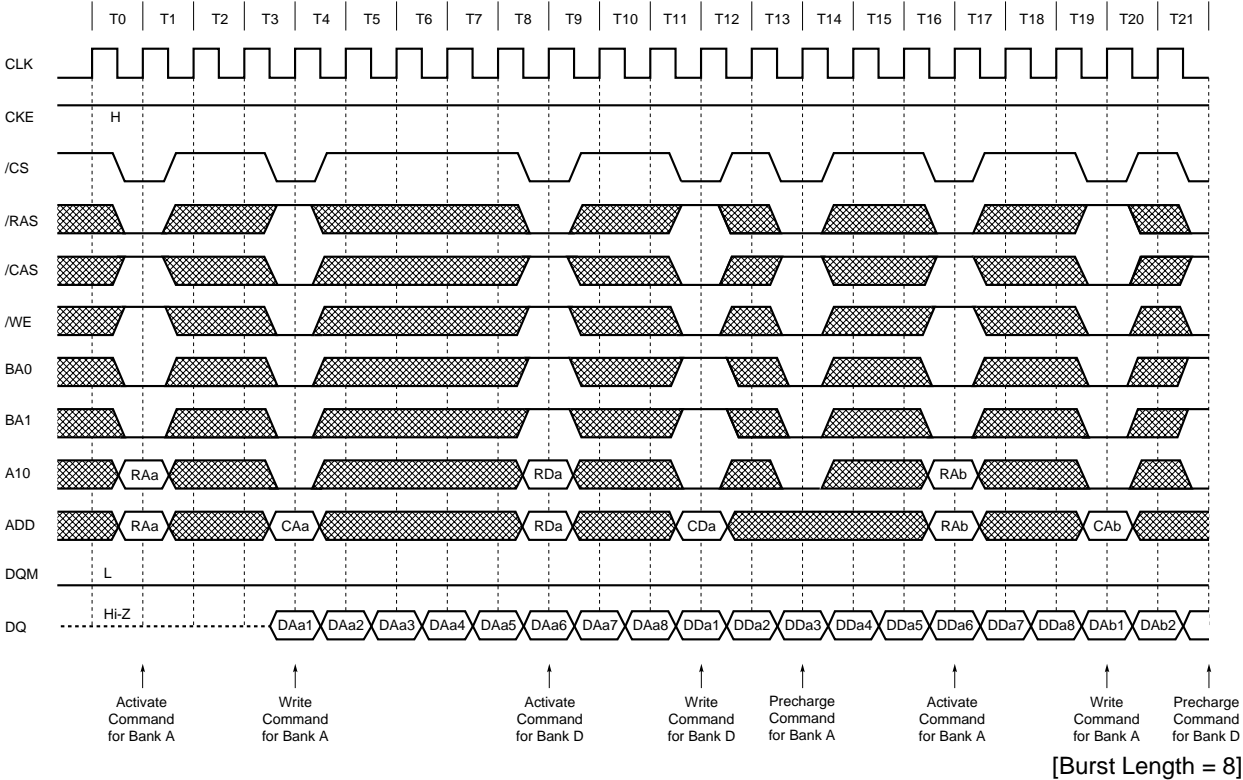 T0 T1 T2 T3 T4 T5 T6 T7 T8 T9 T10 T11 T12 T13 T14 T15 T16 T17 T18 T19 T20 T21
CLK
CKE H
/CS
/RAS
/CAS
/WE
BA0
BA1
A10 RAa RDa RAb
ADD RAa CAa RDa CDa RAb CAb
DQM L
DQ Hi-Z DAa1 DAa2 DAa3 DAa4 DAa5 DAa6 DAa7 DAa8 DDa1 DDa2 DDa3 DDa4 DDa5 DDa6 DDa7 DDa8 DAb1 DAb2
Activate
Command
for Bank A
Write
Command
for Bank A
Activate
Command
for Bank D
Write
Command
for Bank D
Precharge
Command
for Bank A
Activate
Command
for Bank A
Write
Command
for Bank A
Precharge
Command
for Bank D
[Burst Length = 8]